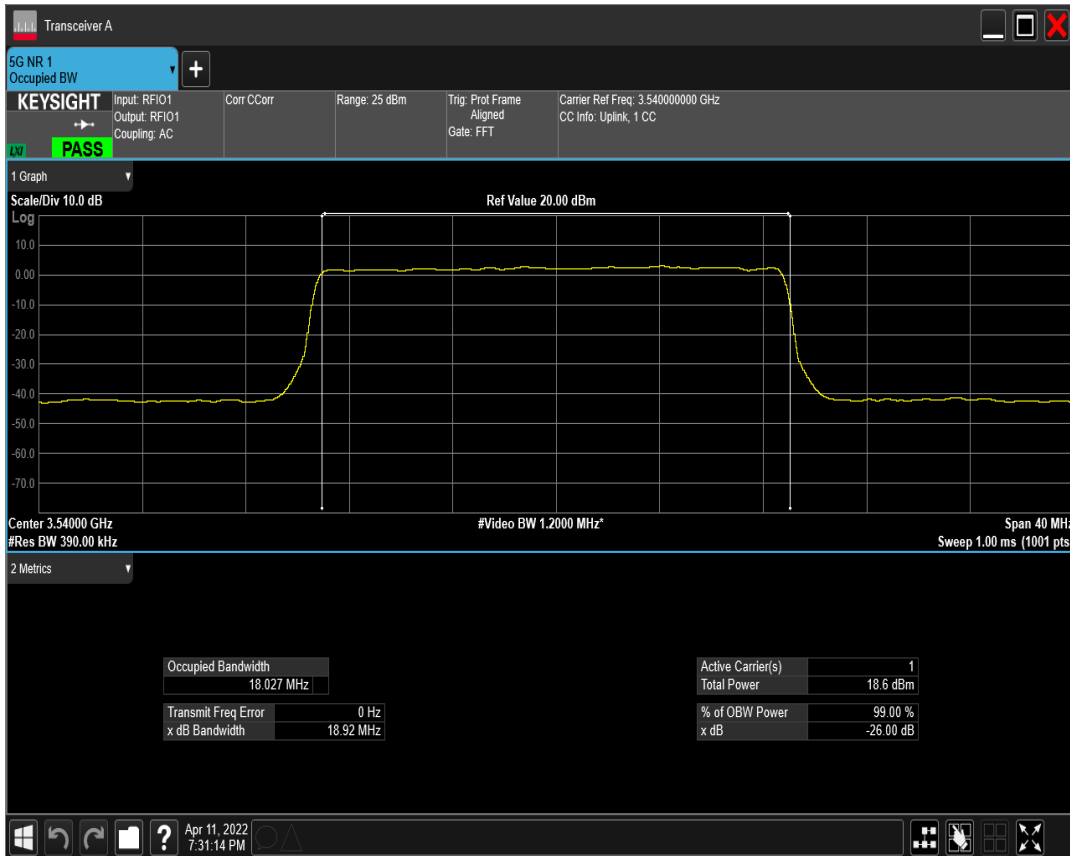 Transceiver A
5G NR 1
Occupied BW
+
KEYSIGHT
Input: RFIO1
Output: RFIO1
Coupling: AC
Corr CCorr
Range: 25 dBm
Trig: Prot Frame
Aligned
Gate: FFT
Carrier Ref Freq: 3.540000000 GHz
CC Info: Uplink, 1 CC
LXI
PASS
1 Graph
Scale/Div 10.0 dB
Ref Value 20.00 dBm
Log
10.0
0.00
-10.0
-20.0
-30.0
-40.0
-50.0
-60.0
-70.0
Center 3.54000 GHz
#Video BW 1.2000 MHz*
Span 40 MHz
#Res BW 390.00 kHz
Sweep 1.00 ms (1001 pts
2 Metrics
Occupied Bandwidth
18.027 MHz
Transmit Freq Error 0 Hz
x dB Bandwidth 18.92 MHz
Active Carrier(s) 1
Total Power 18.6 dBm
% of OBW Power 99.00 %
x dB -26.00 dB
?
Apr 11, 2022
7:31:14 PM